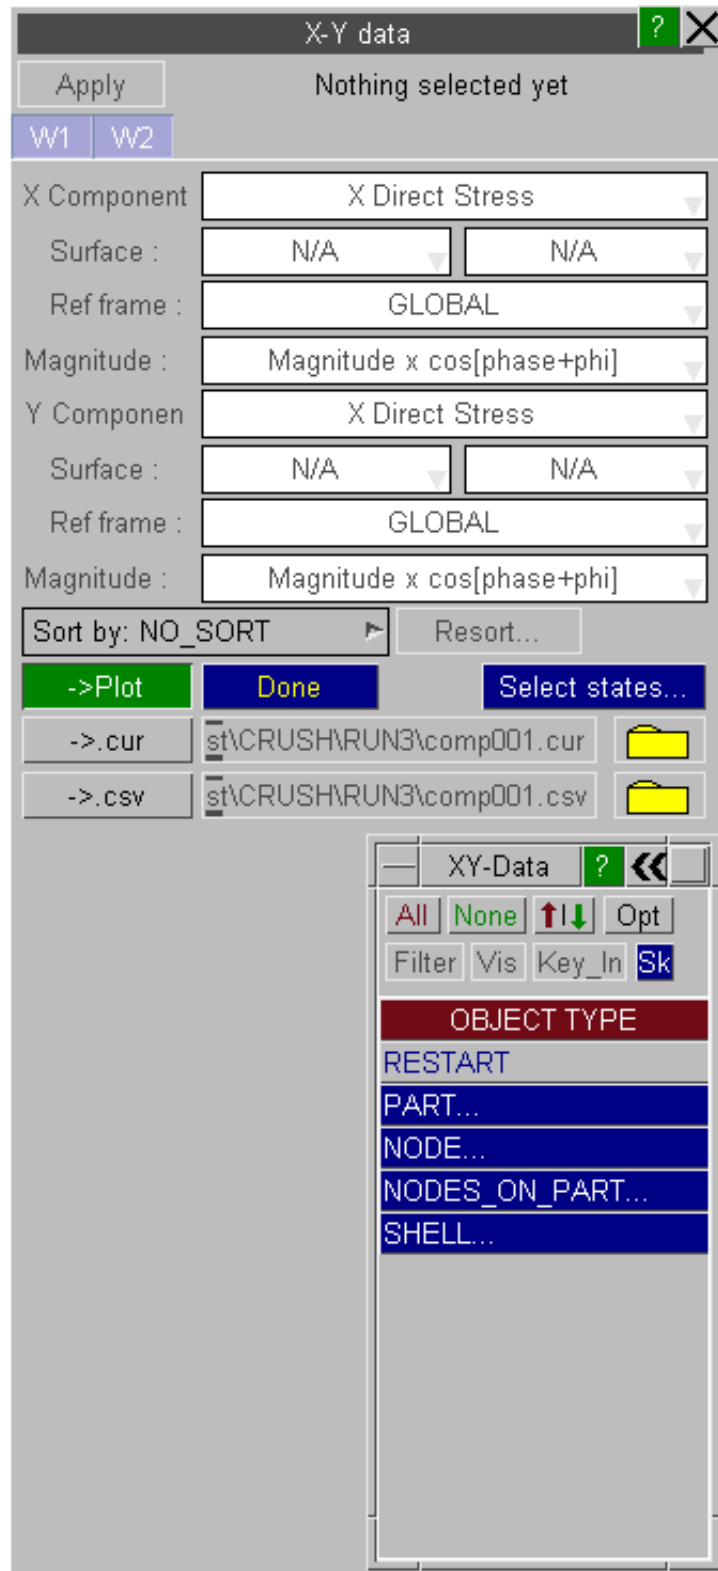 X-Y data ?
Apply Nothing selected yet
W1 W2
X Component X Direct Stress
Surface : N/A N/A
Ref frame : GLOBAL
Magnitude : Magnitude x cos[phase+phi]
Y Componen X Direct Stress
Surface : N/A N/A
Ref frame : GLOBAL
Magnitude : Magnitude x cos[phase+phi]
Sort by: NO_SORT Resort...
->Plot Done Select states...
->.cur st\CRUSH\RUN3\comp001.cur
->.csv st\CRUSH\RUN3\comp001.csv
XY-Data ?
All None Opt
Filter Vis Key_In Sk
OBJECT TYPE
RESTART
PART...
NODE...
NODES_ON_PART...
SHELL...